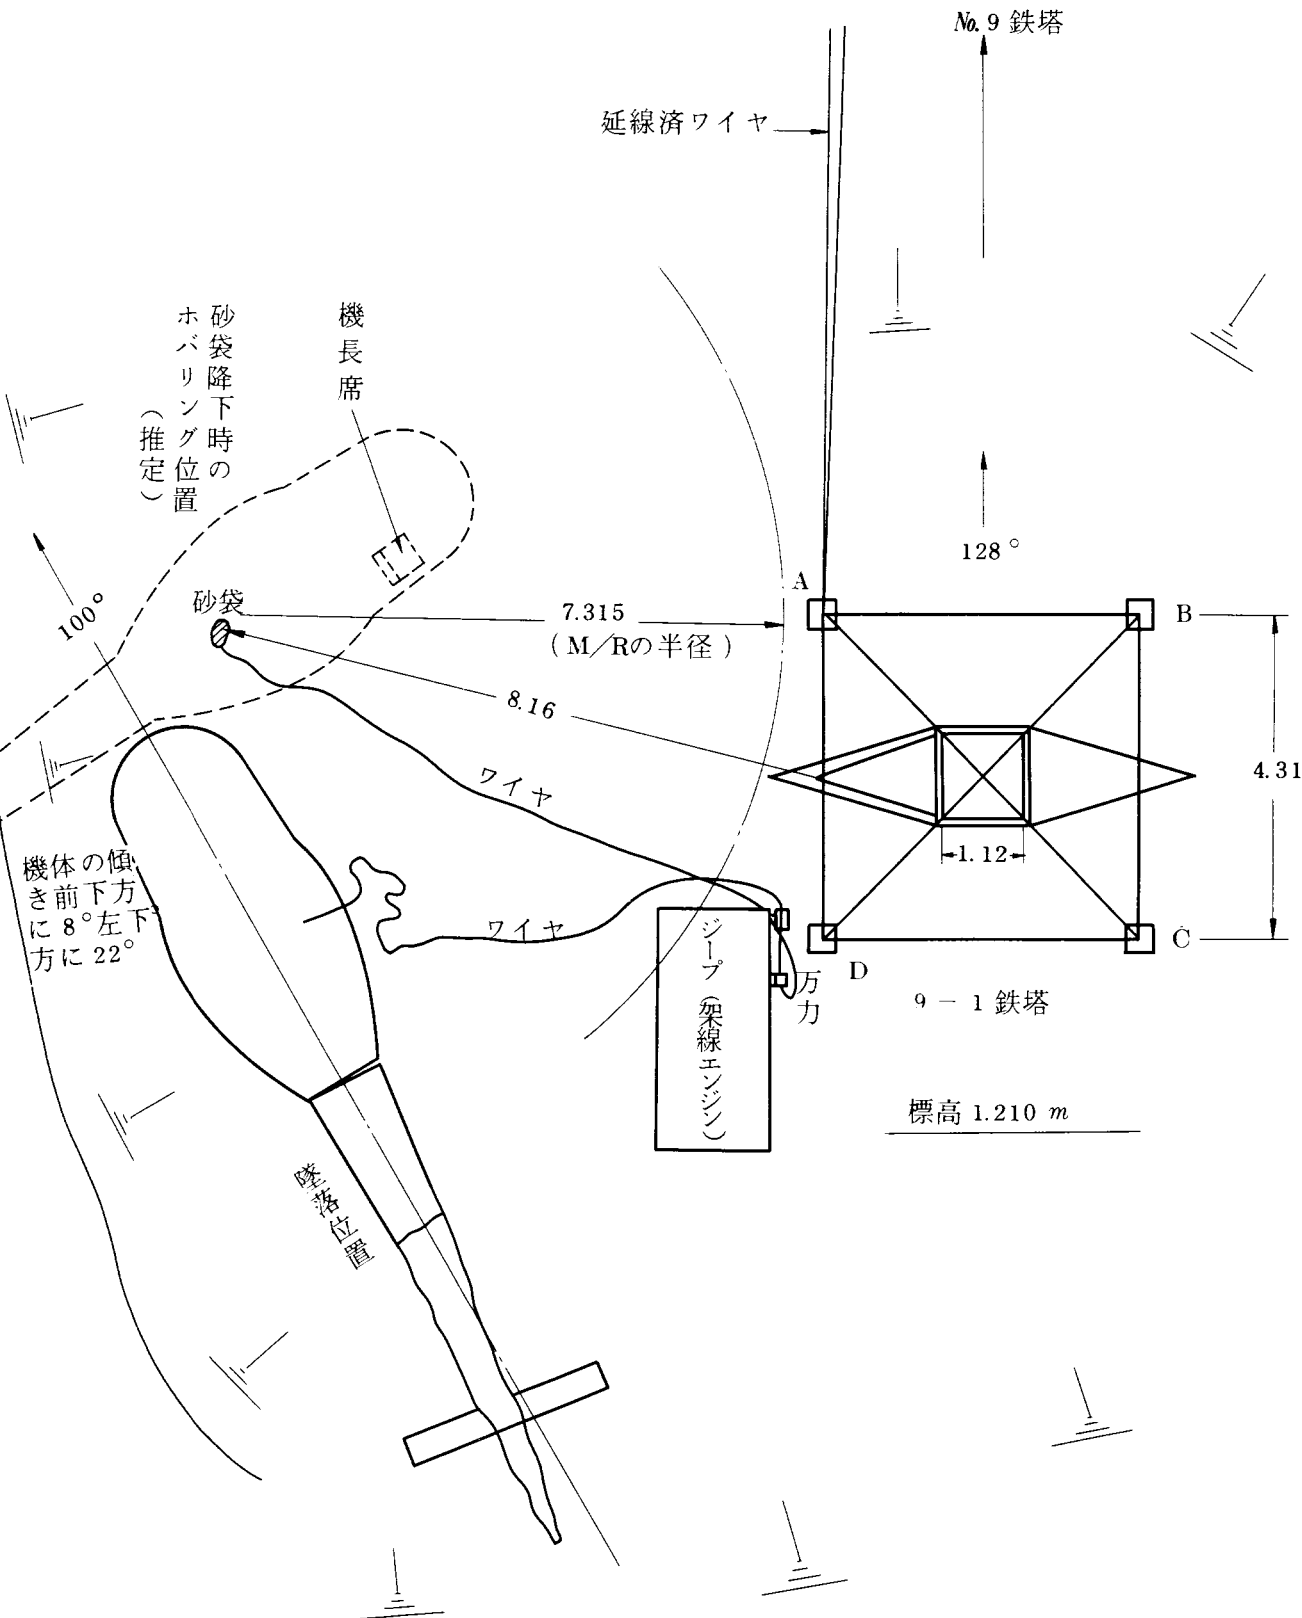 No. 9 鉄塔
延線済ワイヤ
砂袋降下時の
ホバリング位置
（推定）
機長席
128°
A
B
砂袋
7.315
（M/Rの半径）
100°
8.16
ワイヤ
4.31
1.12
機体の傾
き前下方
に8°左下
方に22°
ワイヤ
ジープ（架線エンジン）
万力
D
C
9－1 鉄塔
標高 1.210 m
墜落位置